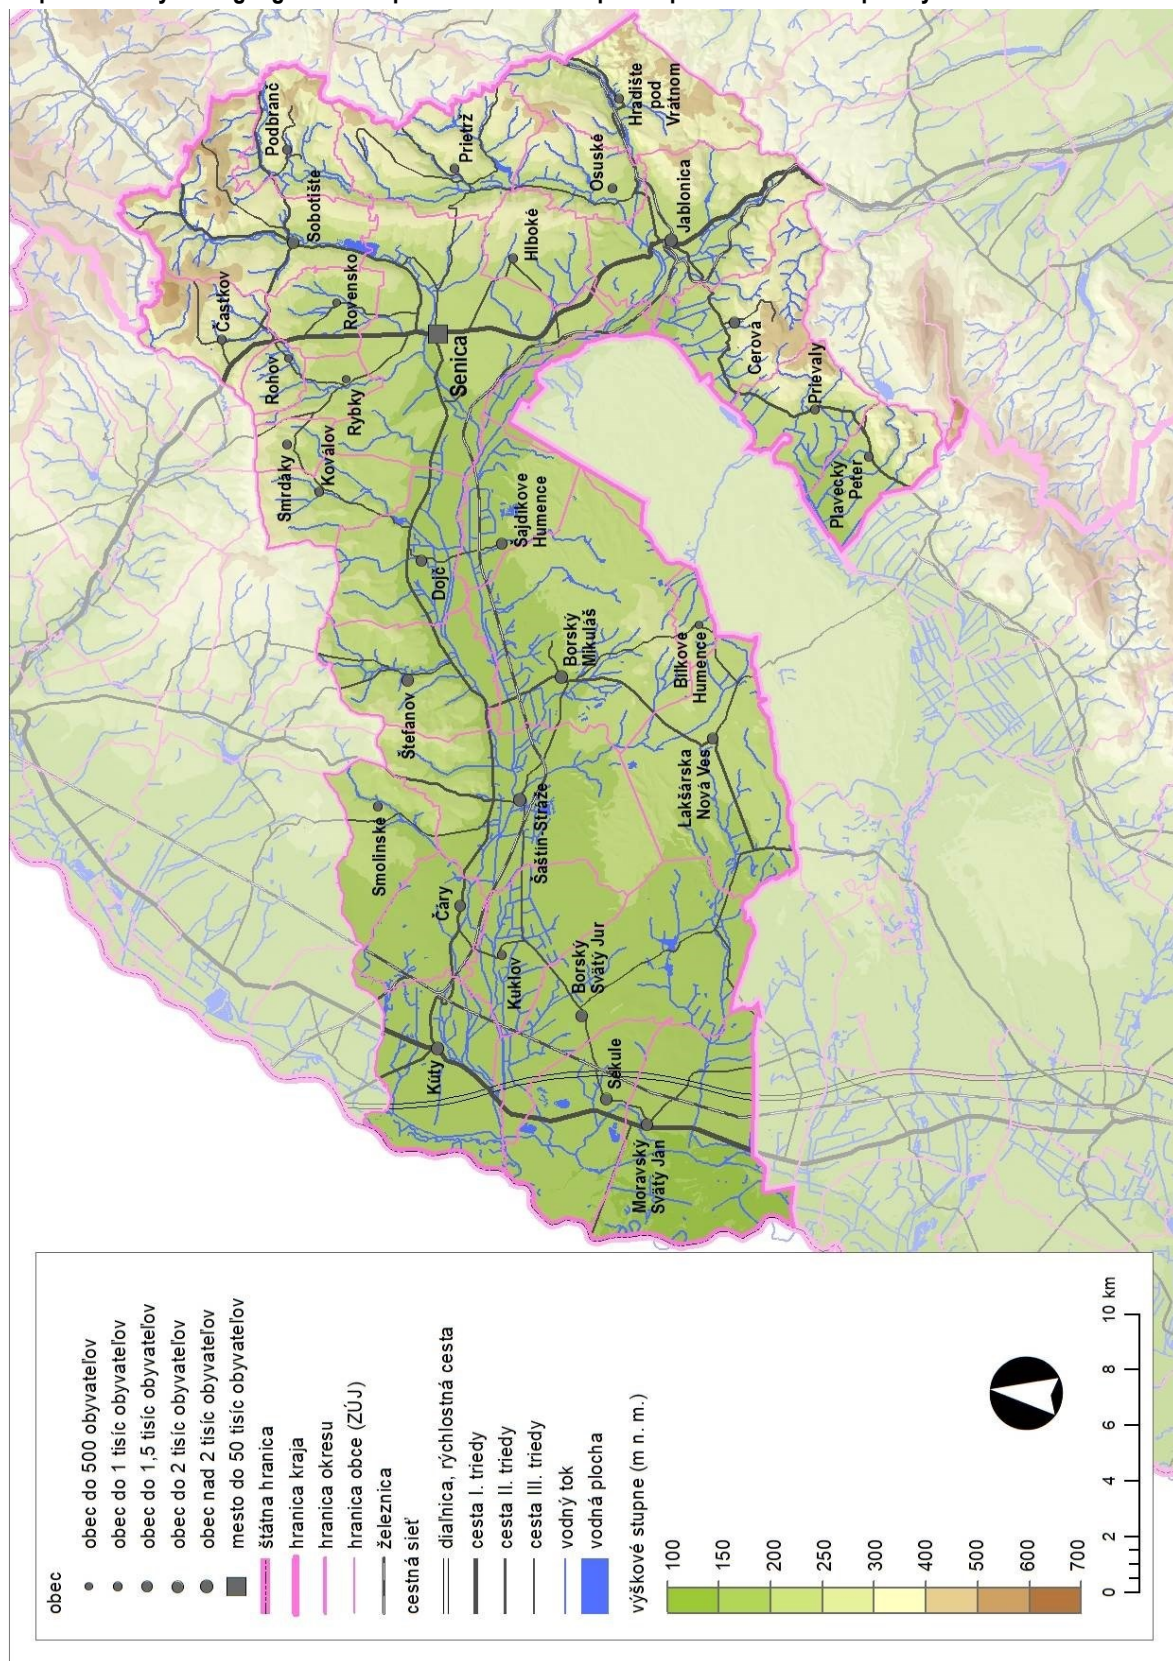 obec
obec do 500 obyvateľov
obec do 1 tisíc obyvateľov
obec do 1,5 tisíc obyvateľov
obec do 2 tisíc obyvateľov
obec nad 2 tisíc obyvateľov
mesto do 50 tisíc obyvateľov
štátna hranica
hranica kraja
hranica okresu
hranica obce (ZÚJ)
železnica
cestná sieť
diaľnica, rýchlostná cesta
cesta I. triedy
cesta II. triedy
cesta III. triedy
vodný tok
vodná plocha
výškové stupne (m n. m.)
100
150
200
250
300
400
500
600
700
0 2 4 6 8 10 km
Častkov
Podbranč
Sobotište
Rohov
Smrdáky
Koválov
Rovensko
Rybky
Smolinské
Štefanov
Prietrž
Senica
Dojč
Čáry
Kúty
Hlboké
Šajdíkove
Humence
Šaštín-Stráže
Kuklov
Borský
Mikuláš
Borský
Svätý Jur
Osuské
Hradište
pod
Vrátnom
Sekule
Moravský
Svätý Ján
Jablonica
Bílkove
Humence
Lakšárska
Nová Ves
Cerová
Prievaly
Plavecký
Peter